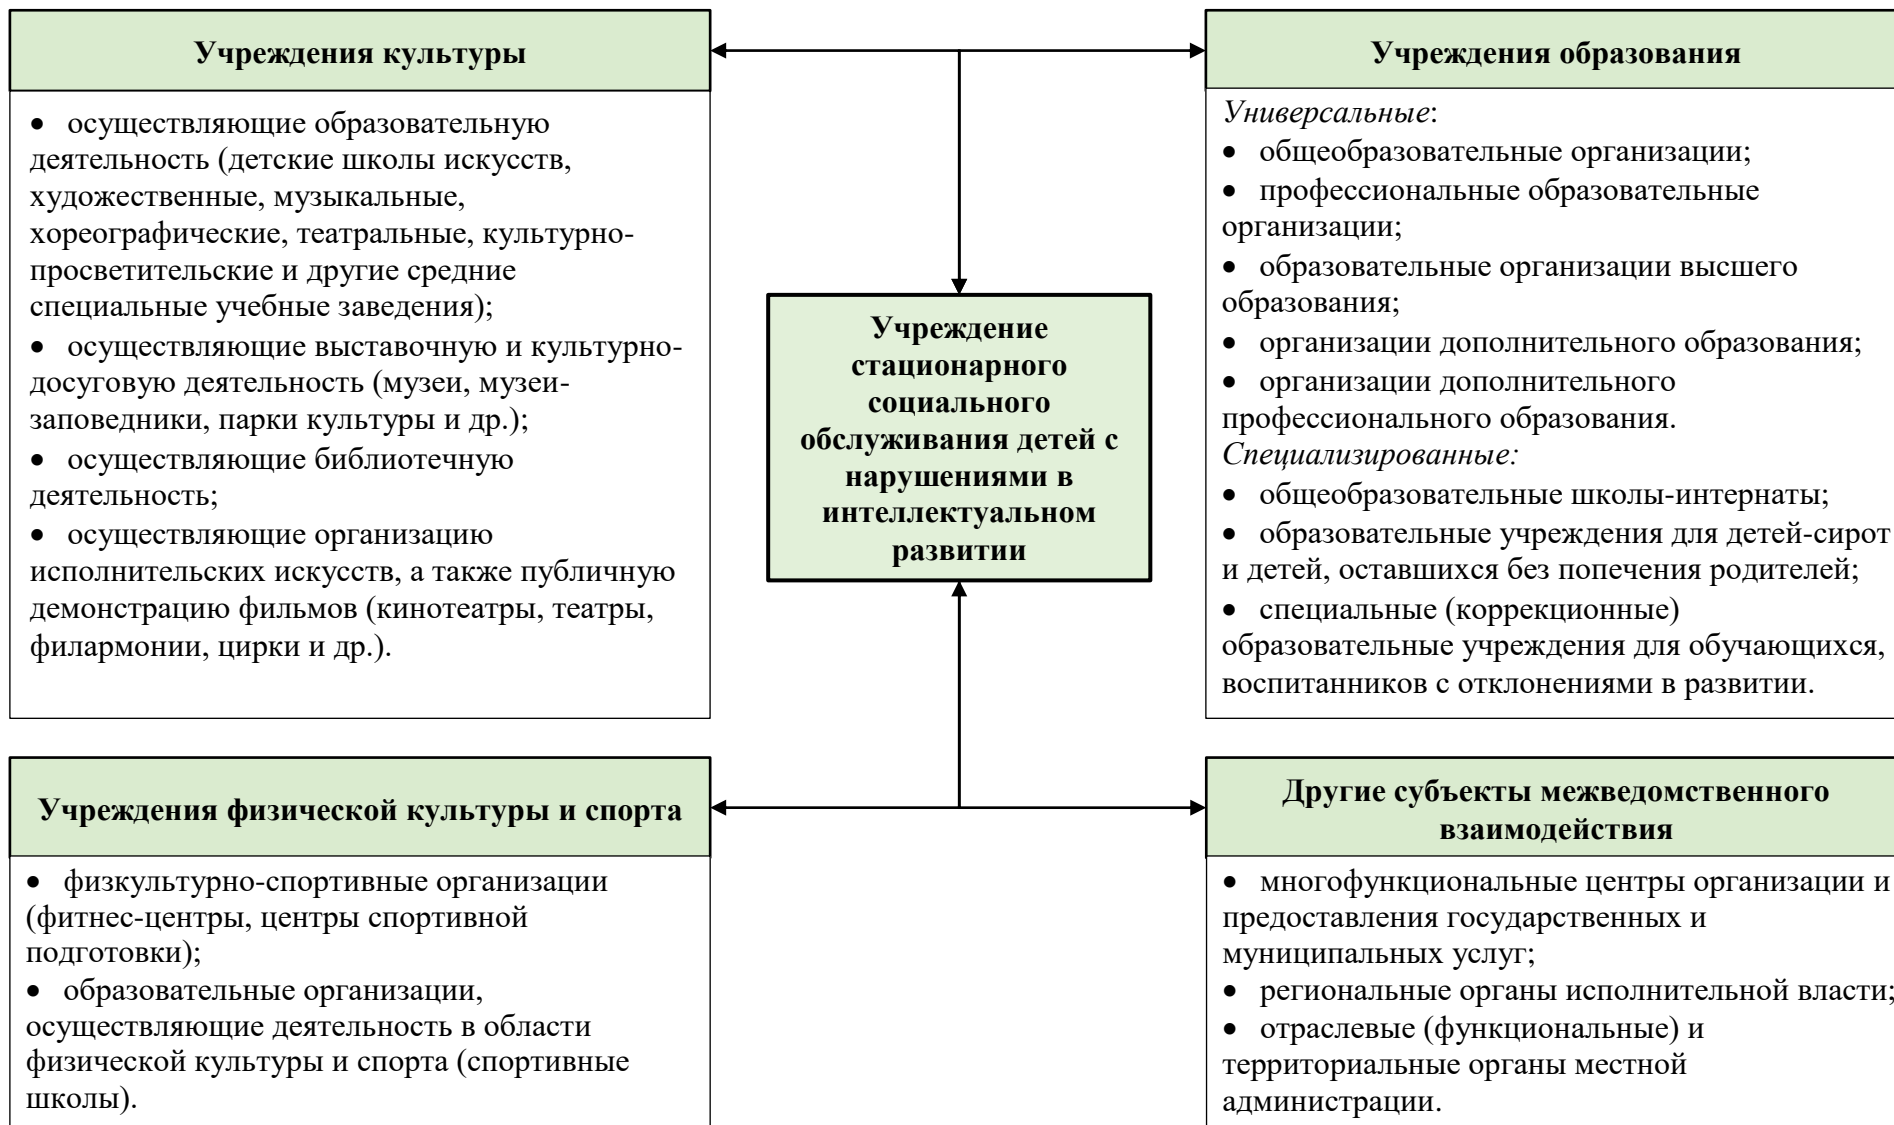 Учреждения культуры
• осуществляющие образовательную
деятельность (детские школы искусств,
художественные, музыкальные,
хореографические, театральные, культурно-
просветительские и другие средние
специальные учебные заведения);
• осуществляющие выставочную и культурно-
досуговую деятельность (музеи, музеи-
заповедники, парки культуры и др.);
• осуществляющие библиотечную
деятельность;
• осуществляющие организацию
исполнительских искусств, а также публичную
демонстрацию фильмов (кинотеатры, театры,
филармонии, цирки и др.).
Учреждения образования
Универсальные:
• общеобразовательные организации;
• профессиональные образовательные
организации;
• образовательные организации высшего
образования;
• организации дополнительного образования;
• организации дополнительного
профессионального образования.
Специализированные:
• общеобразовательные школы-интернаты;
• образовательные учреждения для детей-сирот
и детей, оставшихся без попечения родителей;
• специальные (коррекционные)
образовательные учреждения для обучающихся,
воспитанников с отклонениями в развитии.
Учреждение
стационарного
социального
обслуживания детей с
нарушениями в
интеллектуальном
развитии
Учреждения физической культуры и спорта
• физкультурно-спортивные организации
(фитнес-центры, центры спортивной
подготовки);
• образовательные организации,
осуществляющие деятельность в области
физической культуры и спорта (спортивные
школы).
Другие субъекты межведомственного
взаимодействия
• многофункциональные центры организации и
предоставления государственных и
муниципальных услуг;
• региональные органы исполнительной власти;
• отраслевые (функциональные) и
территориальные органы местной
администрации.